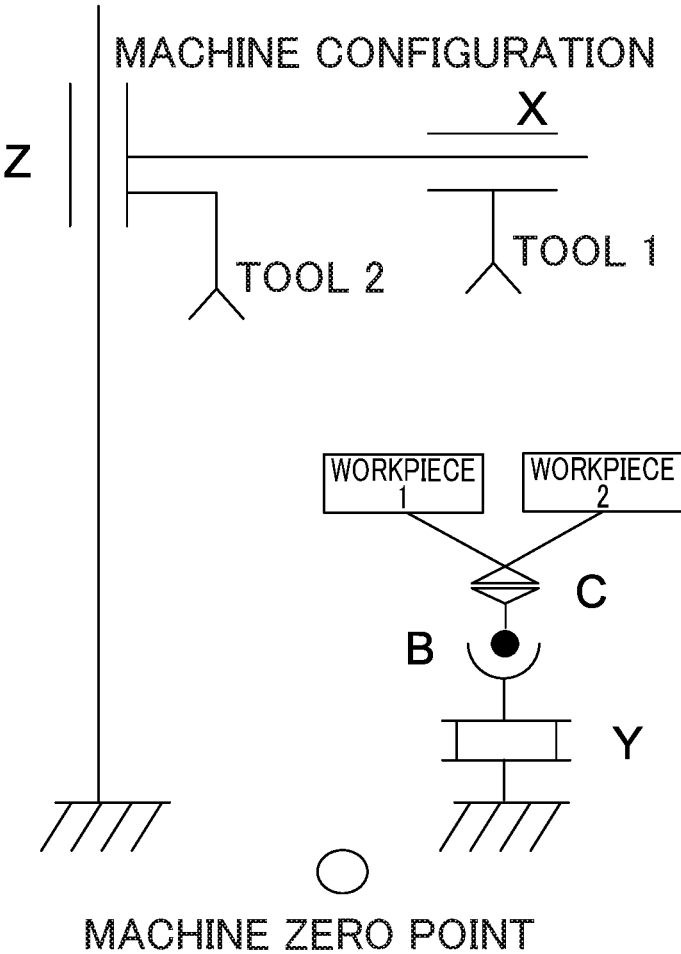 MACHINE CONFIGURATION
X
Z
TOOL 1
TOOL 2
WORKPIECE
1
WORKPIECE
2
C
B
Y
MACHINE ZERO POINT